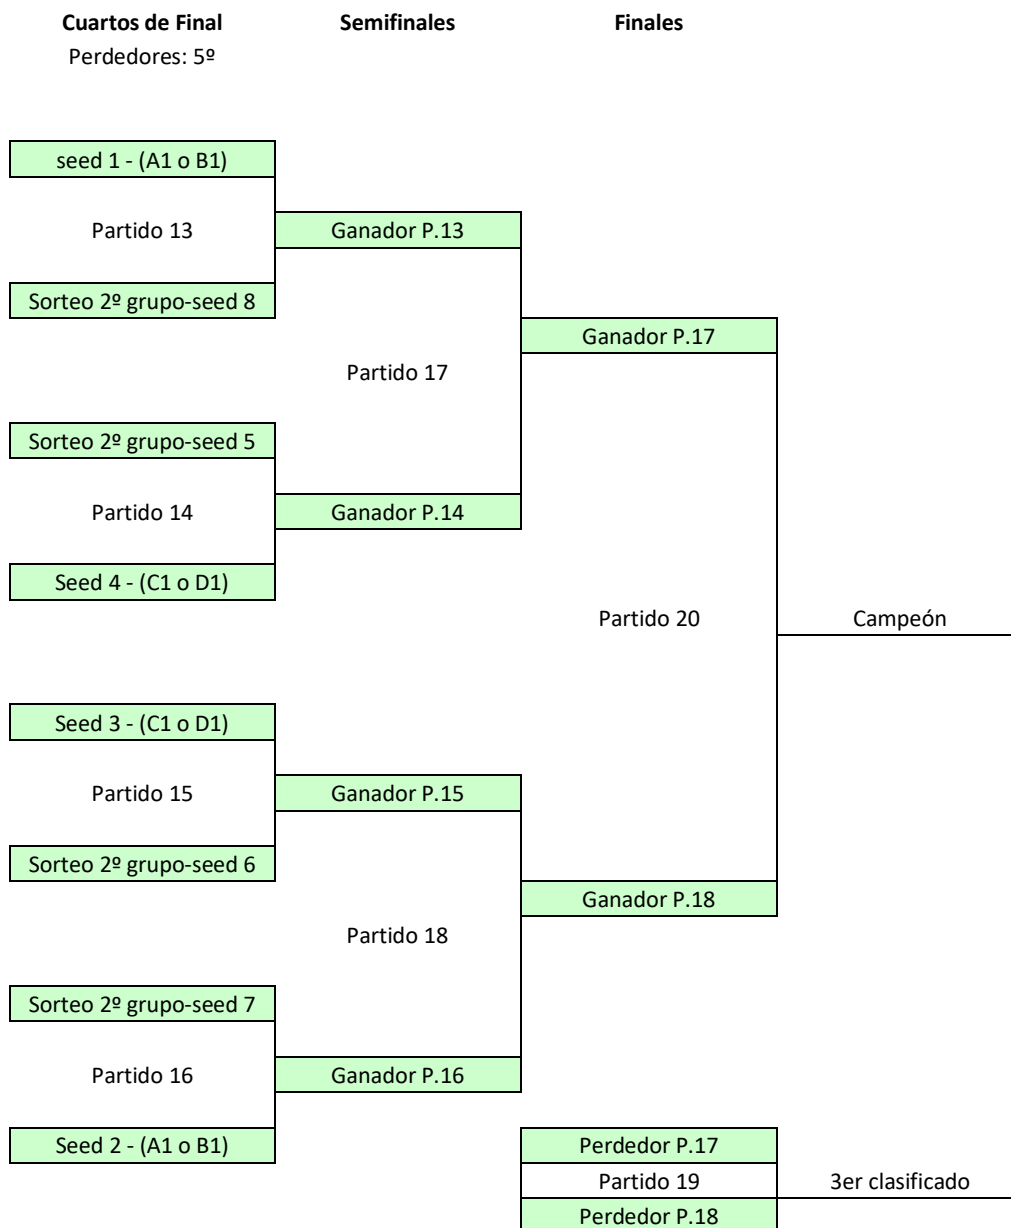 Cuartos de Final
Semifinales
Finales
Perdedores: 5º
seed 1 - (A1 o B1)
Partido 13
Ganador P.13
Sorteo 2º grupo-seed 8
Ganador P.17
Partido 17
Sorteo 2º grupo-seed 5
Partido 14
Ganador P.14
Seed 4 - (C1 o D1)
Partido 20
Campeón
Seed 3 - (C1 o D1)
Partido 15
Ganador P.15
Sorteo 2º grupo-seed 6
Ganador P.18
Partido 18
Sorteo 2º grupo-seed 7
Partido 16
Ganador P.16
Seed 2 - (A1 o B1)
Perdedor P.17
Partido 19
3er clasificado
Perdedor P.18